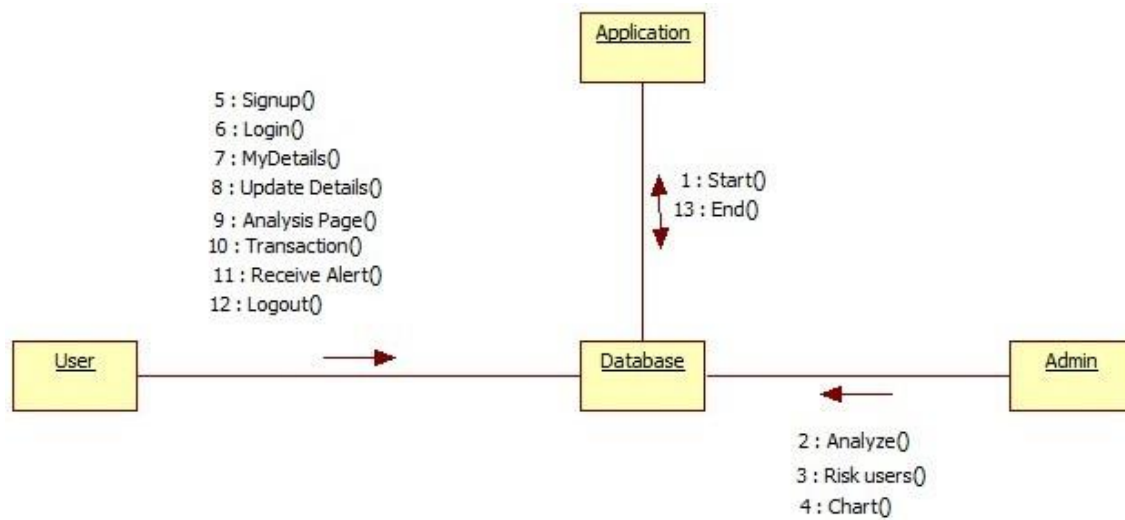 Application
5 : Signup()
6 : Login()
7 : MyDetails()
8 : Update Details()
9 : Analysis Page()
10 : Transaction()
11 : Receive Alert()
12 : Logout()
1 : Start()
13 : End()
User
Database
Admin
2 : Analyze()
3 : Risk users()
4 : Chart()